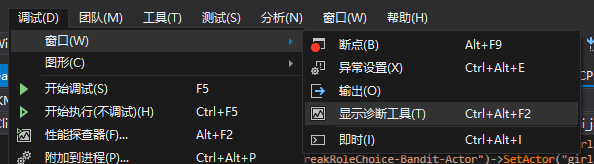 调试(D) 团队(M) 工具(T) 测试(S) 分析(N) 窗口(W) 帮助(H)
窗口(W)
图形(C)
开始调试(S) F5
开始执行(不调试)(H) Ctrl+F5
性能探查器(F)... Alt+F2
附加到进程(P)... Ctrl+Alt+P
断点(B) Alt+F9
异常设置(X) Ctrl+Alt+E
输出(O)
显示诊断工具(T) Ctrl+Alt+F2
即时(I) Ctrl+Alt+I
reakRoleChoice-Bandit-Actor")->SetActor("girl